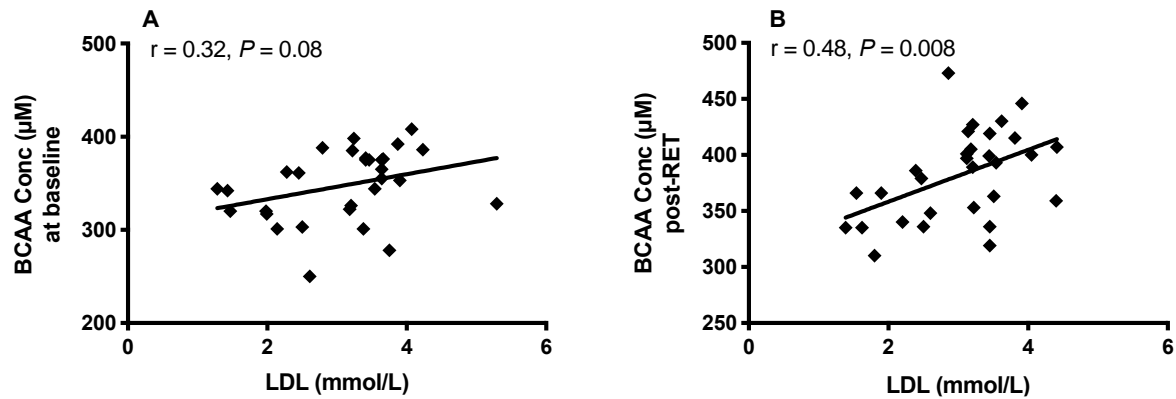 A
r = 0.32, P = 0.08
500
400
300
200
0
2
4
6
BCAA Conc (µM)
at baseline
LDL (mmol/L)
B
r = 0.48, P = 0.008
500
450
400
350
300
250
0
2
4
6
BCAA Conc (µM)
post-RET
LDL (mmol/L)